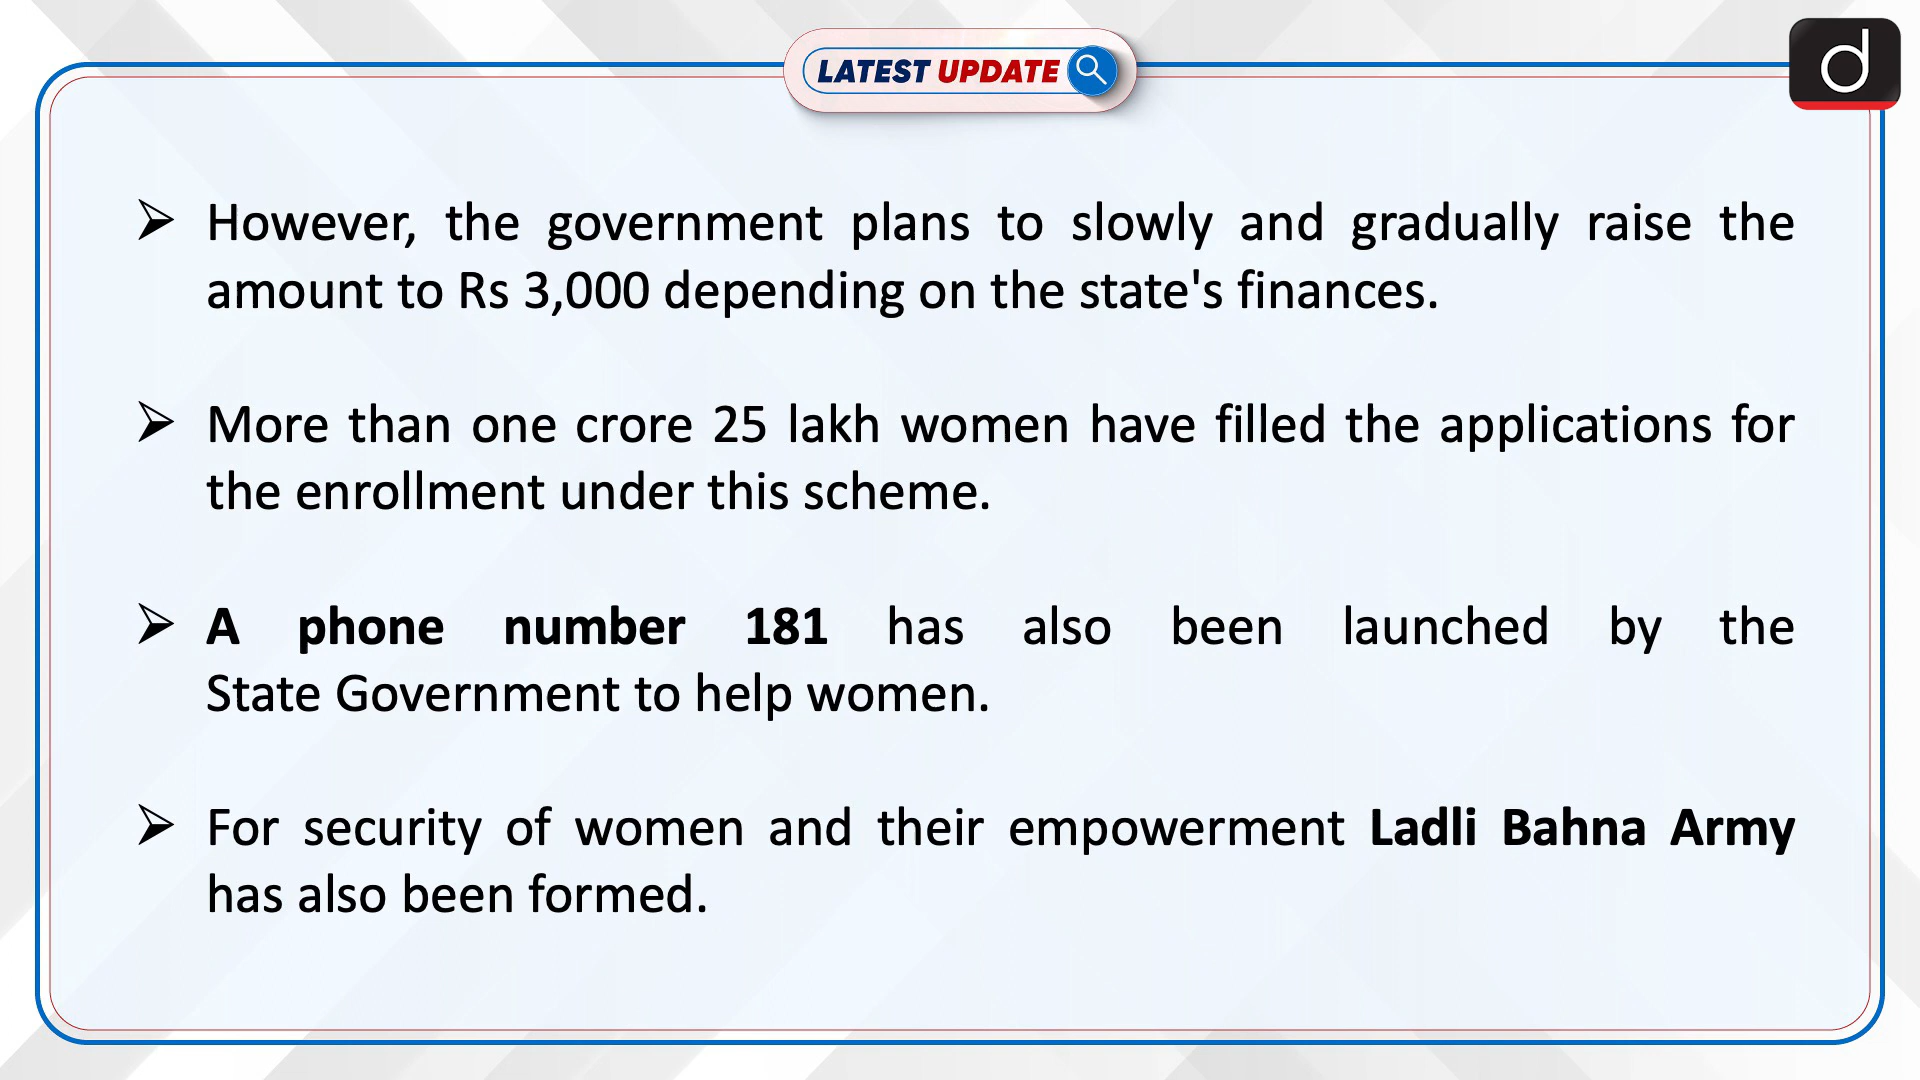 LATEST UPDATE
d
However, the government plans to slowly and gradually raise the
amount to Rs 3,000 depending on the state's finances.
More than one crore 25 lakh women have filled the applications for
the enrollment under this scheme.
A phone number 181 has also been launched by the
State Government to help women.
For security of women and their empowerment Ladli Bahna Army
has also been formed.